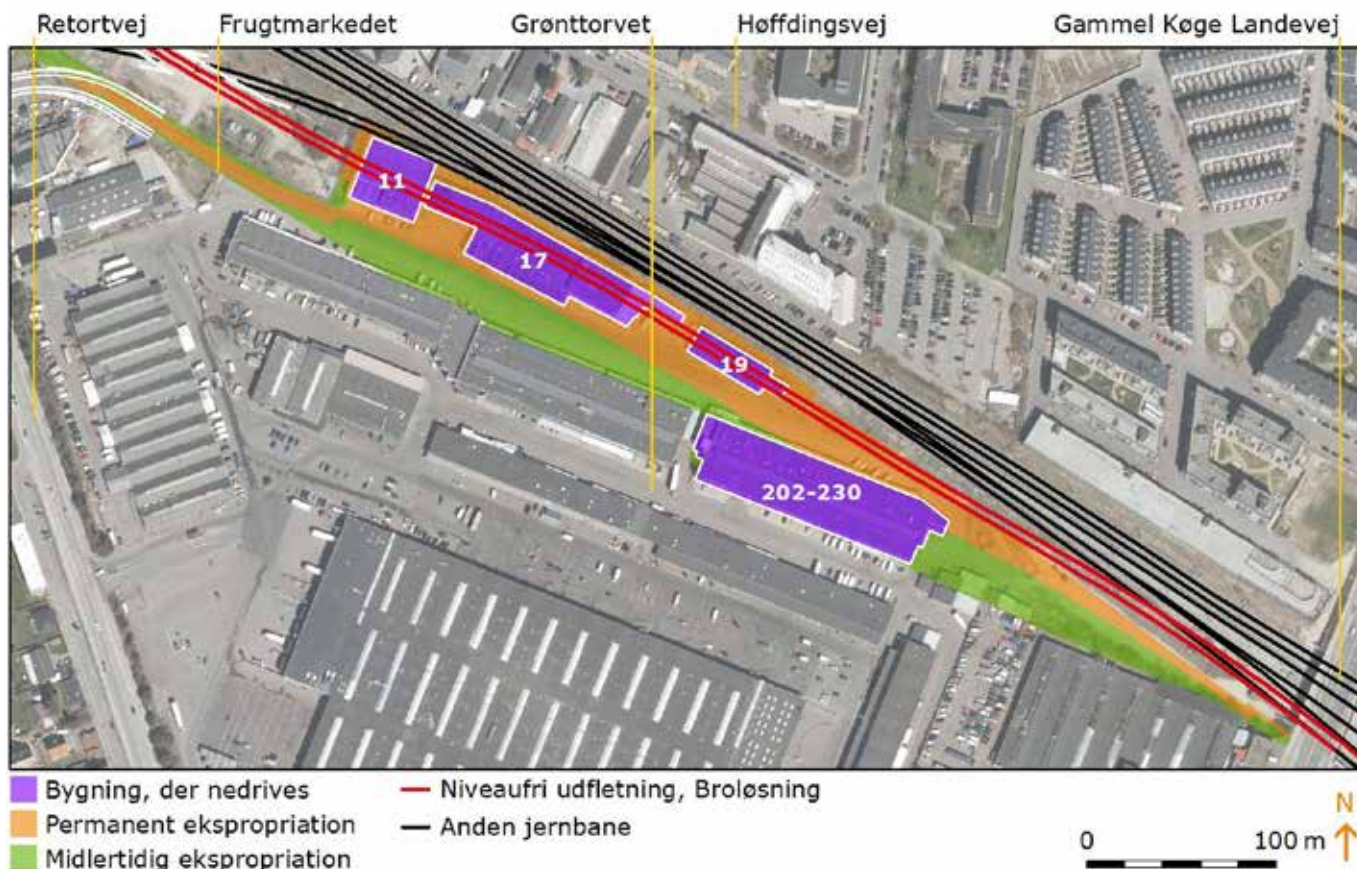 Retortvej
Frugtmarkedet
Grønttorvet
Høffdingsvej
Gammel Køge Landevej
11
17
19
202-230
Bygning, der nedrives
Permanent ekspropriation
Midlertidig ekspropriation
Niveaufri udfletning, Broløsning
Anden jernbane
0 100 m
N